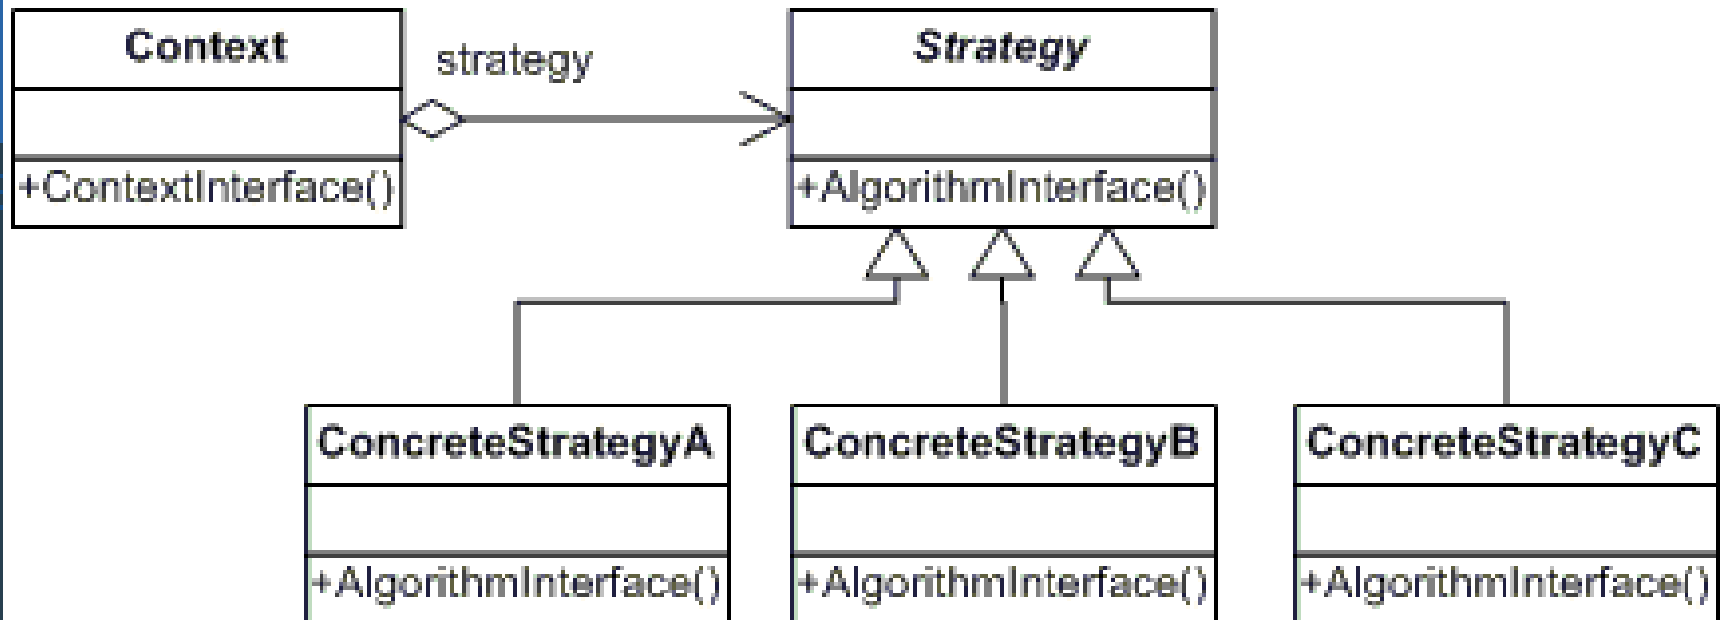 Context
strategy
Strategy
+ContextInterface()
+AlgorithmInterface()
ConcreteStrategyA
ConcreteStrategyB
ConcreteStrategyC
+AlgorithmInterface()
+AlgorithmInterface()
+AlgorithmInterface()